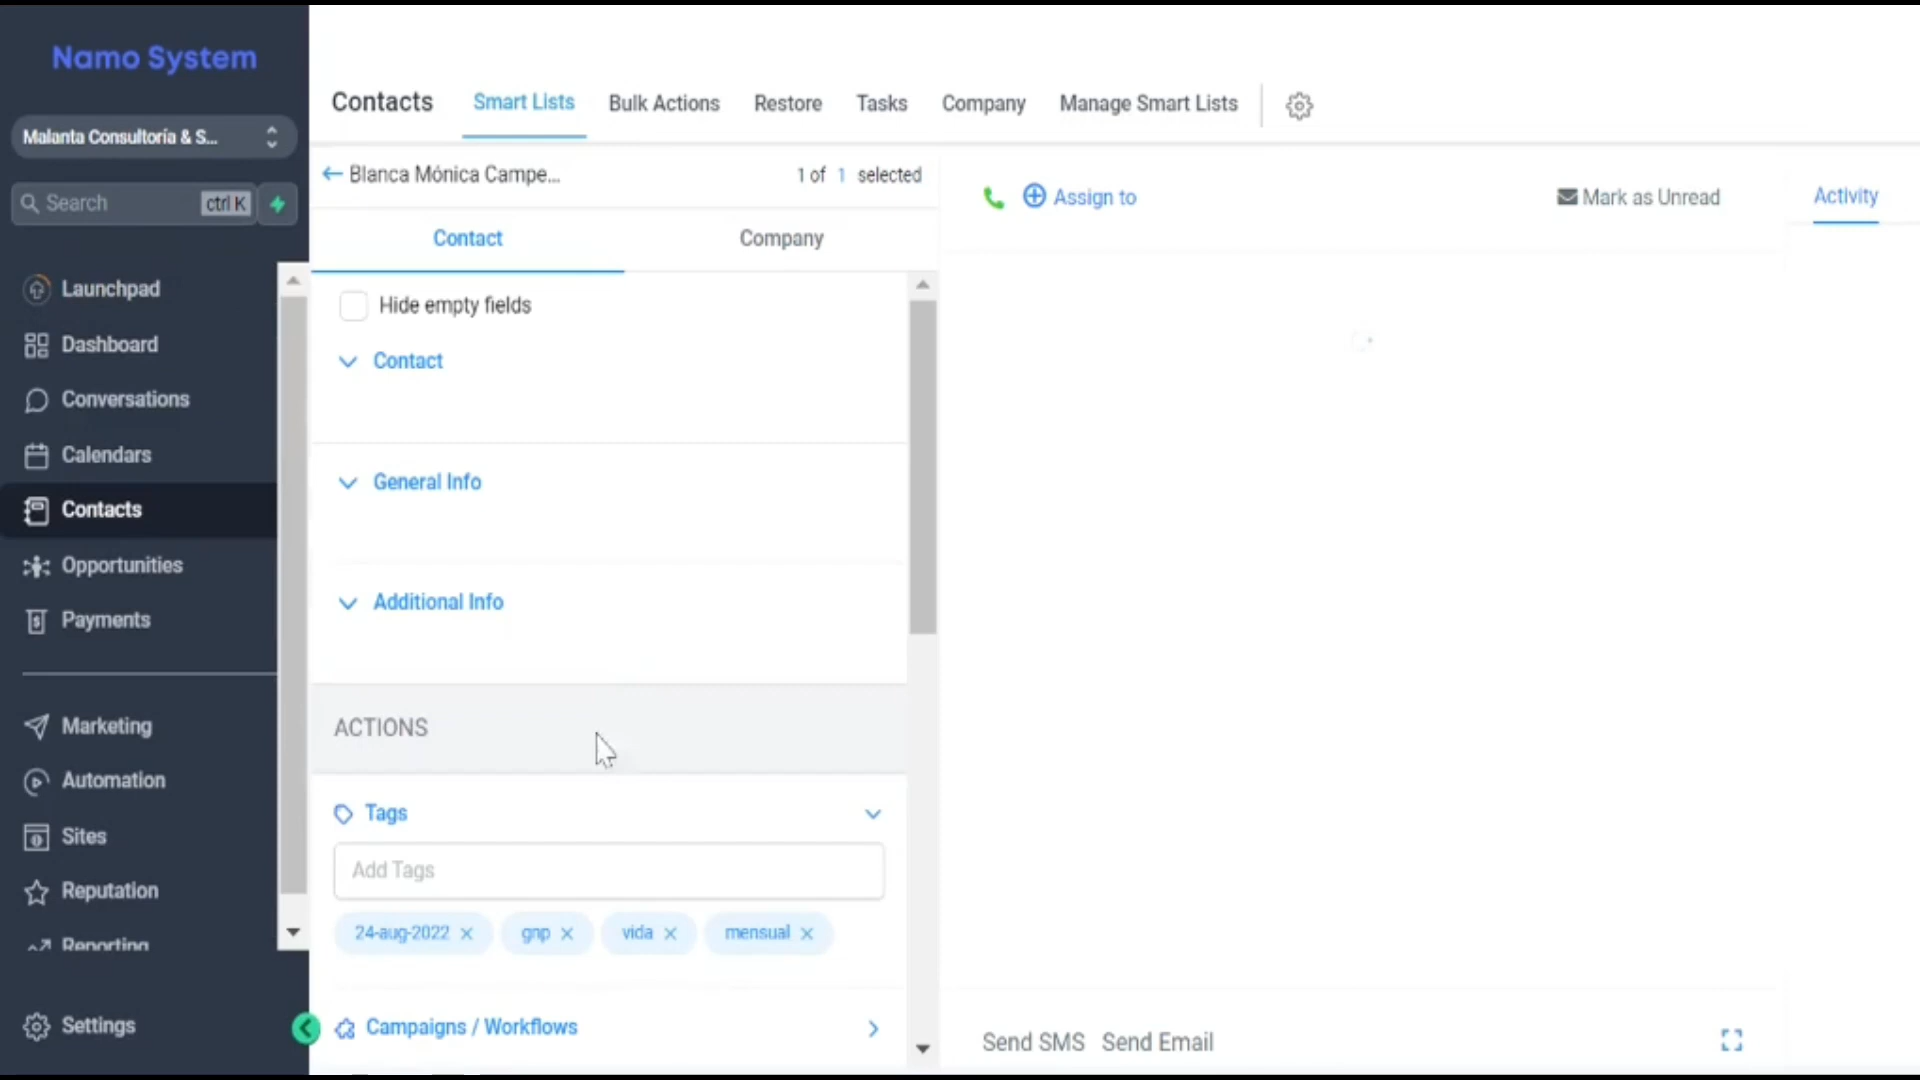 Namo System
Malanta Consultoría & S...
Search ctrl K
Launchpad
Dashboard
Conversations
Calendars
Contacts
Opportunities
Payments
Marketing
Automation
Sites
Reputation
Reporting
Settings
Contacts Smart Lists Bulk Actions Restore Tasks Company Manage Smart Lists
Blanca Mónica Campe... 1 of 1 selected
Contact Company
Hide empty fields
Contact
General Info
Additional Info
ACTIONS
Tags
Add Tags
24-aug-2022 gnp vida mensual
Campaigns / Workflows
Assign to Mark as Unread Activity
Send SMS Send Email